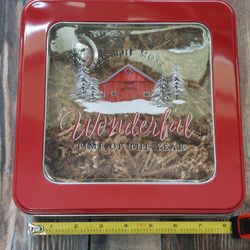 THE MOST
Wonderful
TIME OF THE YEAR